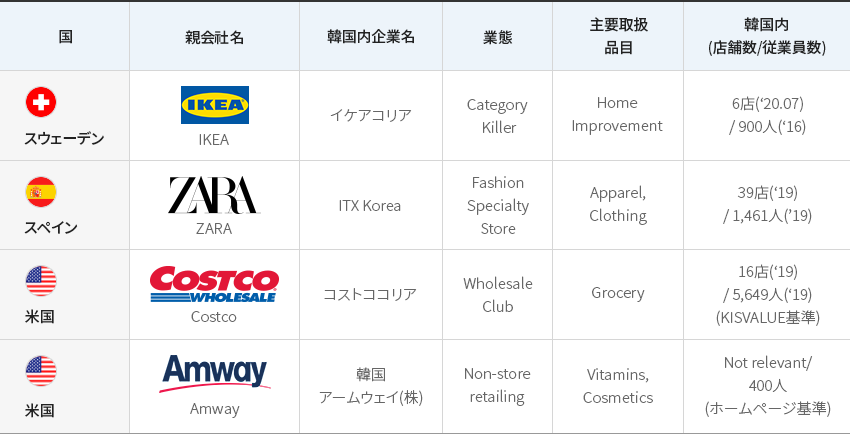 国
親会社名
韓国内企業名
業態
主要取扱
品目
韓国内
(店舗数/従業員数)
スウェーデン
IKEA
IKEA
イケアコリア
Category
Killer
Home
Improvement
6店(‘20.07)
/ 900人(‘16)
スペイン
ZARA
ZARA
ITX Korea
Fashion
Specialty
Store
Apparel,
Clothing
39店(‘19)
/ 1,461人(’19)
米国
COSTCO
WHOLESALE
Costco
コストココリア
Wholesale
Club
Grocery
16店(‘19)
/ 5,649人(‘19)
(KISVALUE基準)
米国
Amway
Amway
韓国
アームウェイ(株)
Non-store
retailing
Vitamins,
Cosmetics
Not relevant/
400人
(ホームページ基準)